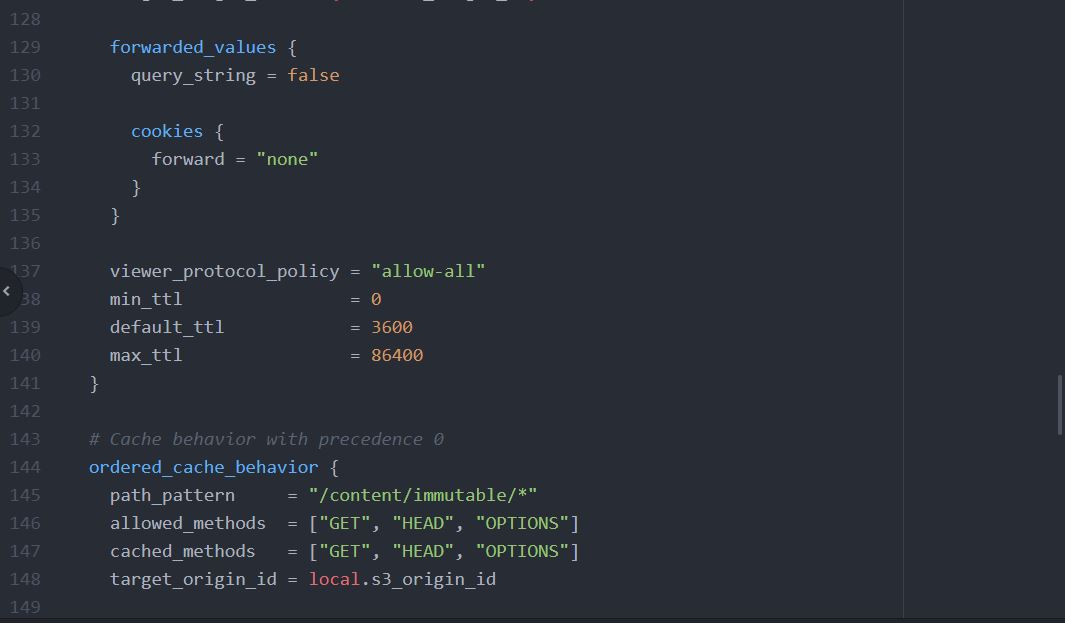 128
129 forwarded_values {
130 query_string = false
131
132 cookies {
133 forward = "none"
134 }
135 }
136
137 viewer_protocol_policy = "allow-all"
38 min_ttl = 0
139 default_ttl = 3600
140 max_ttl = 86400
141 }
142
143 # Cache behavior with precedence 0
144 ordered_cache_behavior {
145 path_pattern = "/content/immutable/*"
146 allowed_methods = ["GET", "HEAD", "OPTIONS"]
147 cached_methods = ["GET", "HEAD", "OPTIONS"]
148 target_origin_id = local.s3_origin_id
149